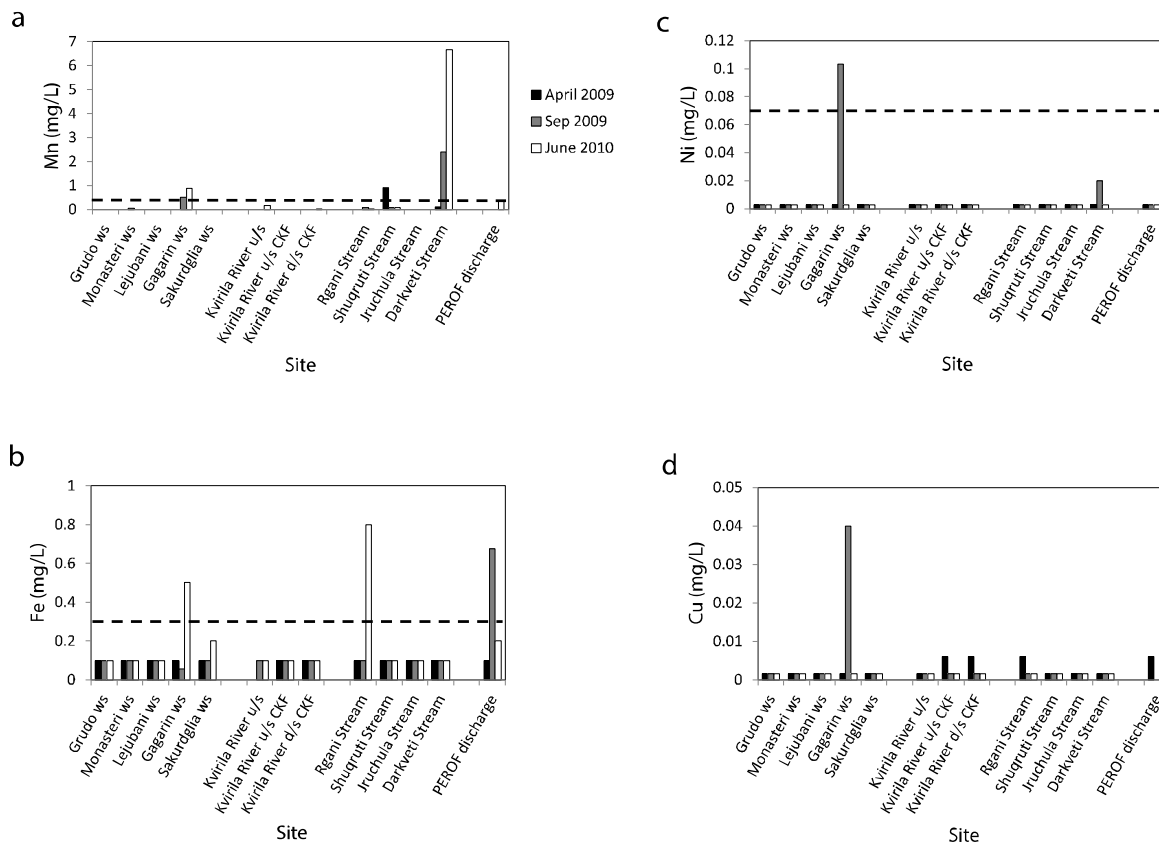 a
7
6
5
4
3
2
1
0
Mn (mg/L)
Grudo ws
Monasteri ws
Lejubani ws
Gagarin ws
Sakurdglia ws
Kvirila River u/s
Kvirila River u/s CKF
Kvirila River d/s CKF
Rgani Stream
Shuqruti Stream
Jruchula Stream
Darkveti Stream
PEROF discharge
Site
April 2009
Sep 2009
June 2010
c
0.12
0.1
0.08
0.06
0.04
0.02
0
Ni (mg/L)
Grudo ws
Monasteri ws
Lejubani ws
Gagarin ws
Sakurdglia ws
Kvirila River u/s
Kvirila River u/s CKF
Kvirila River d/s CKF
Rgani Stream
Shuqruti Stream
Jruchula Stream
Darkveti Stream
PEROF discharge
Site
b
1
0.8
0.6
0.4
0.2
0
Fe (mg/L)
Grudo ws
Monasteri ws
Lejubani ws
Gagarin ws
Sakurdglia ws
Kvirila River u/s
Kvirila River u/s CKF
Kvirila River d/s CKF
Rgani Stream
Shuqruti Stream
Jruchula Stream
Darkveti Stream
PEROF discharge
Site
d
0.05
0.04
0.03
0.02
0.01
0
Cu (mg/L)
Grudo ws
Monasteri ws
Lejubani ws
Gagarin ws
Sakurdglia ws
Kvirila River u/s
Kvirila River u/s CKF
Kvirila River d/s CKF
Rgani Stream
Shuqruti Stream
Jruchula Stream
Darkveti Stream
PEROF discharge
Site